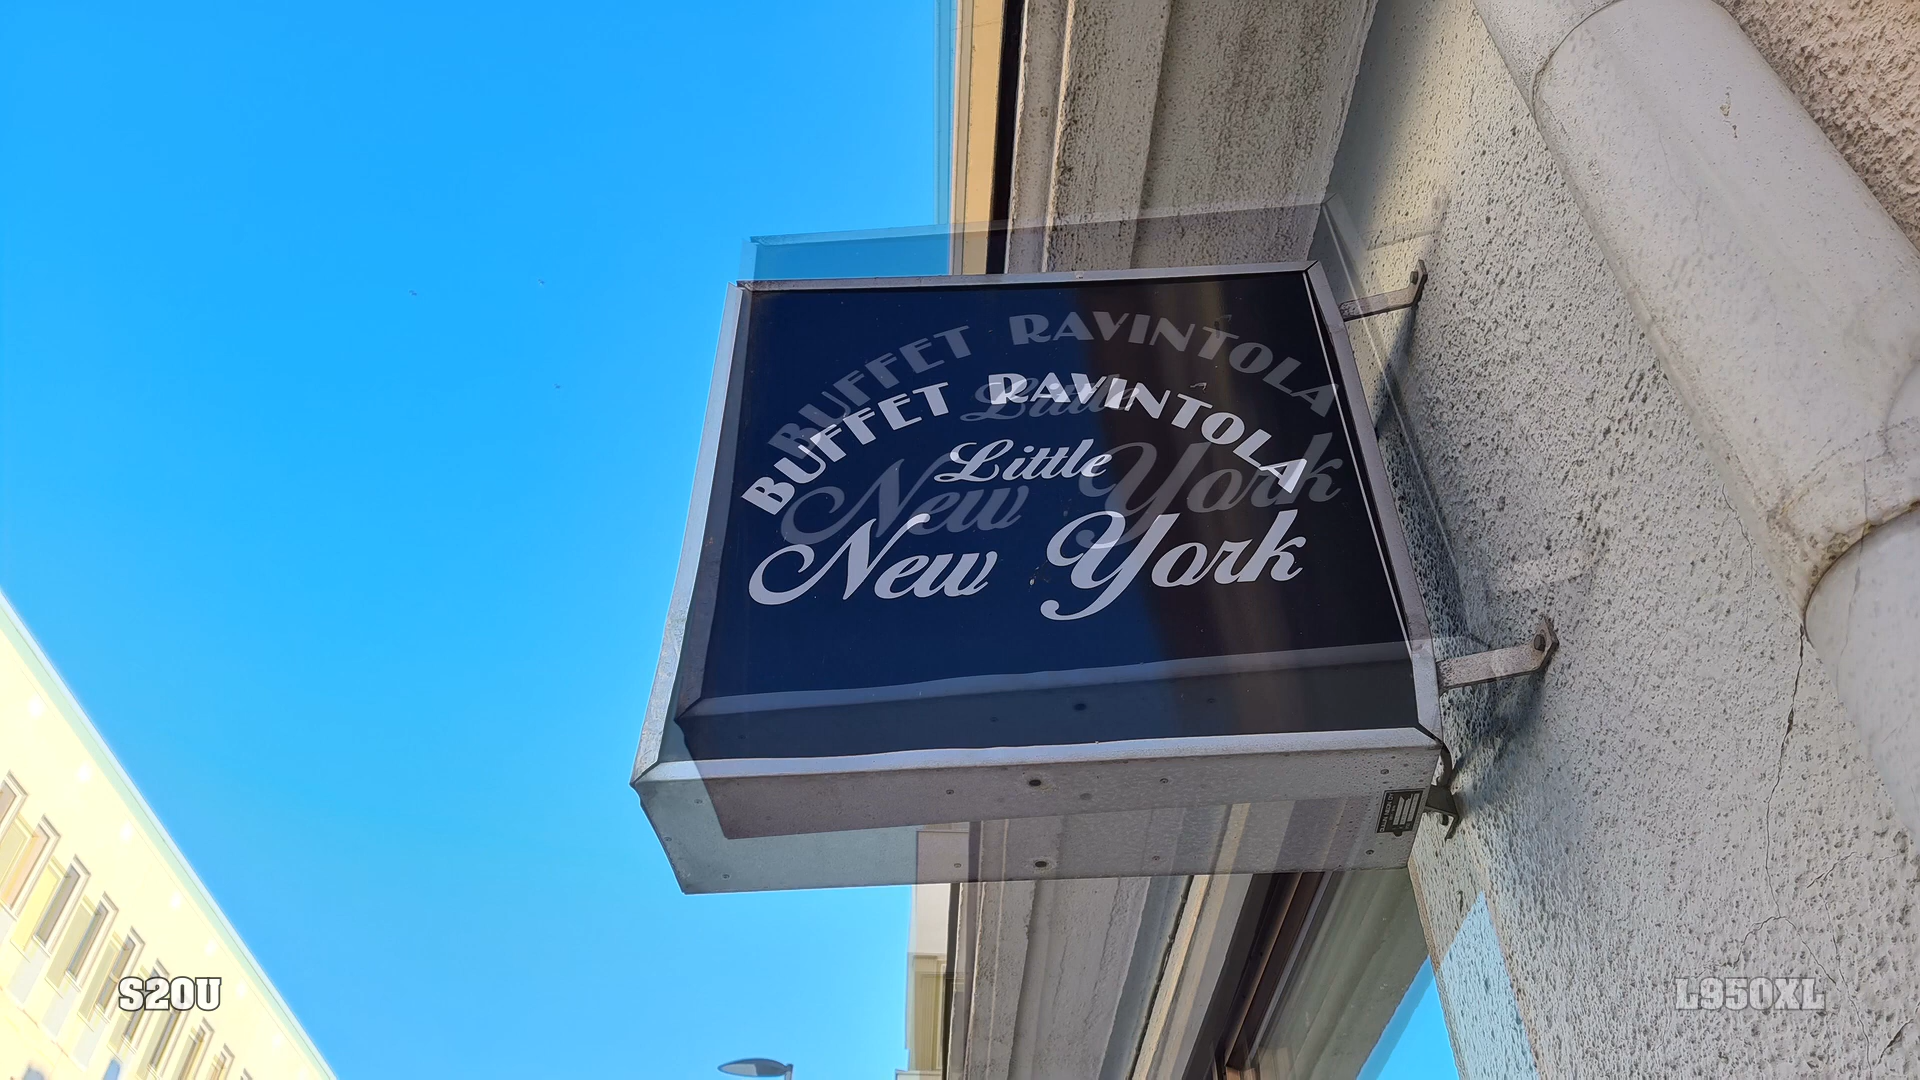 BUFFET RAVINTOLA
Little
New York
S20U
L950XL